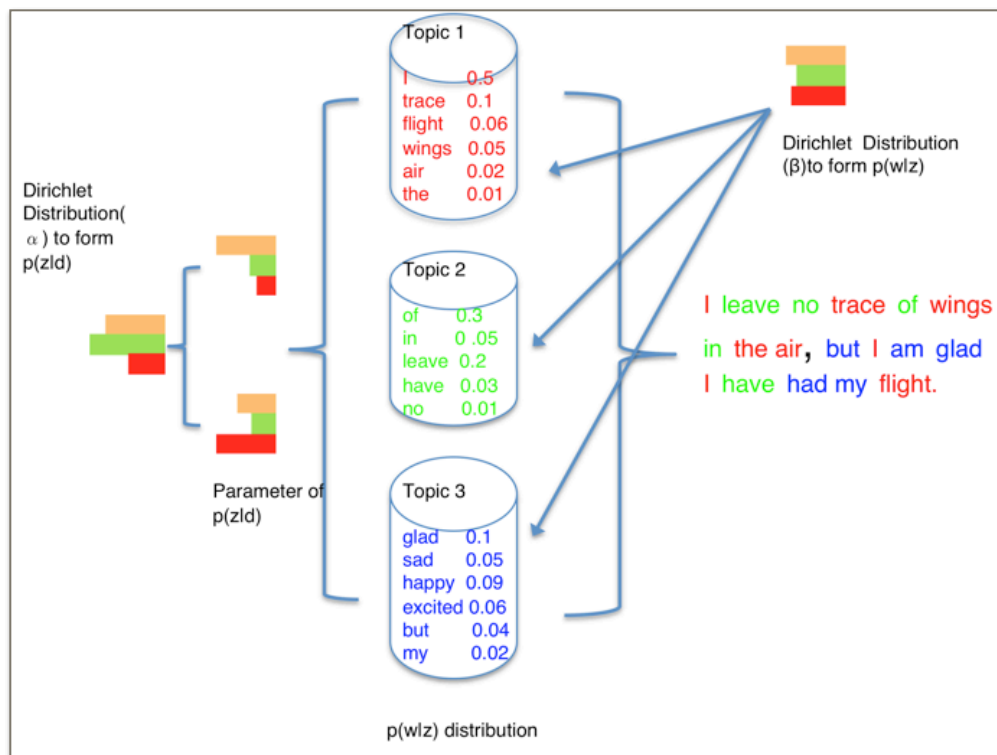 Topic 1
I 0.5
trace 0.1
flight 0.06
wings 0.05
air 0.02
the 0.01
Dirichlet Distribution
(β)to form p(w|z)
Dirichlet
Distribution(
α ) to form
p(z|d)
Topic 2
of 0.3
in 0 .05
leave 0.2
have 0.03
no 0.01
I leave no trace of wings
in the air, but I am glad
I have had my flight.
Parameter of
p(z|d)
Topic 3
glad 0.1
sad 0.05
happy 0.09
excited 0.06
but 0.04
my 0.02
p(w|z) distribution